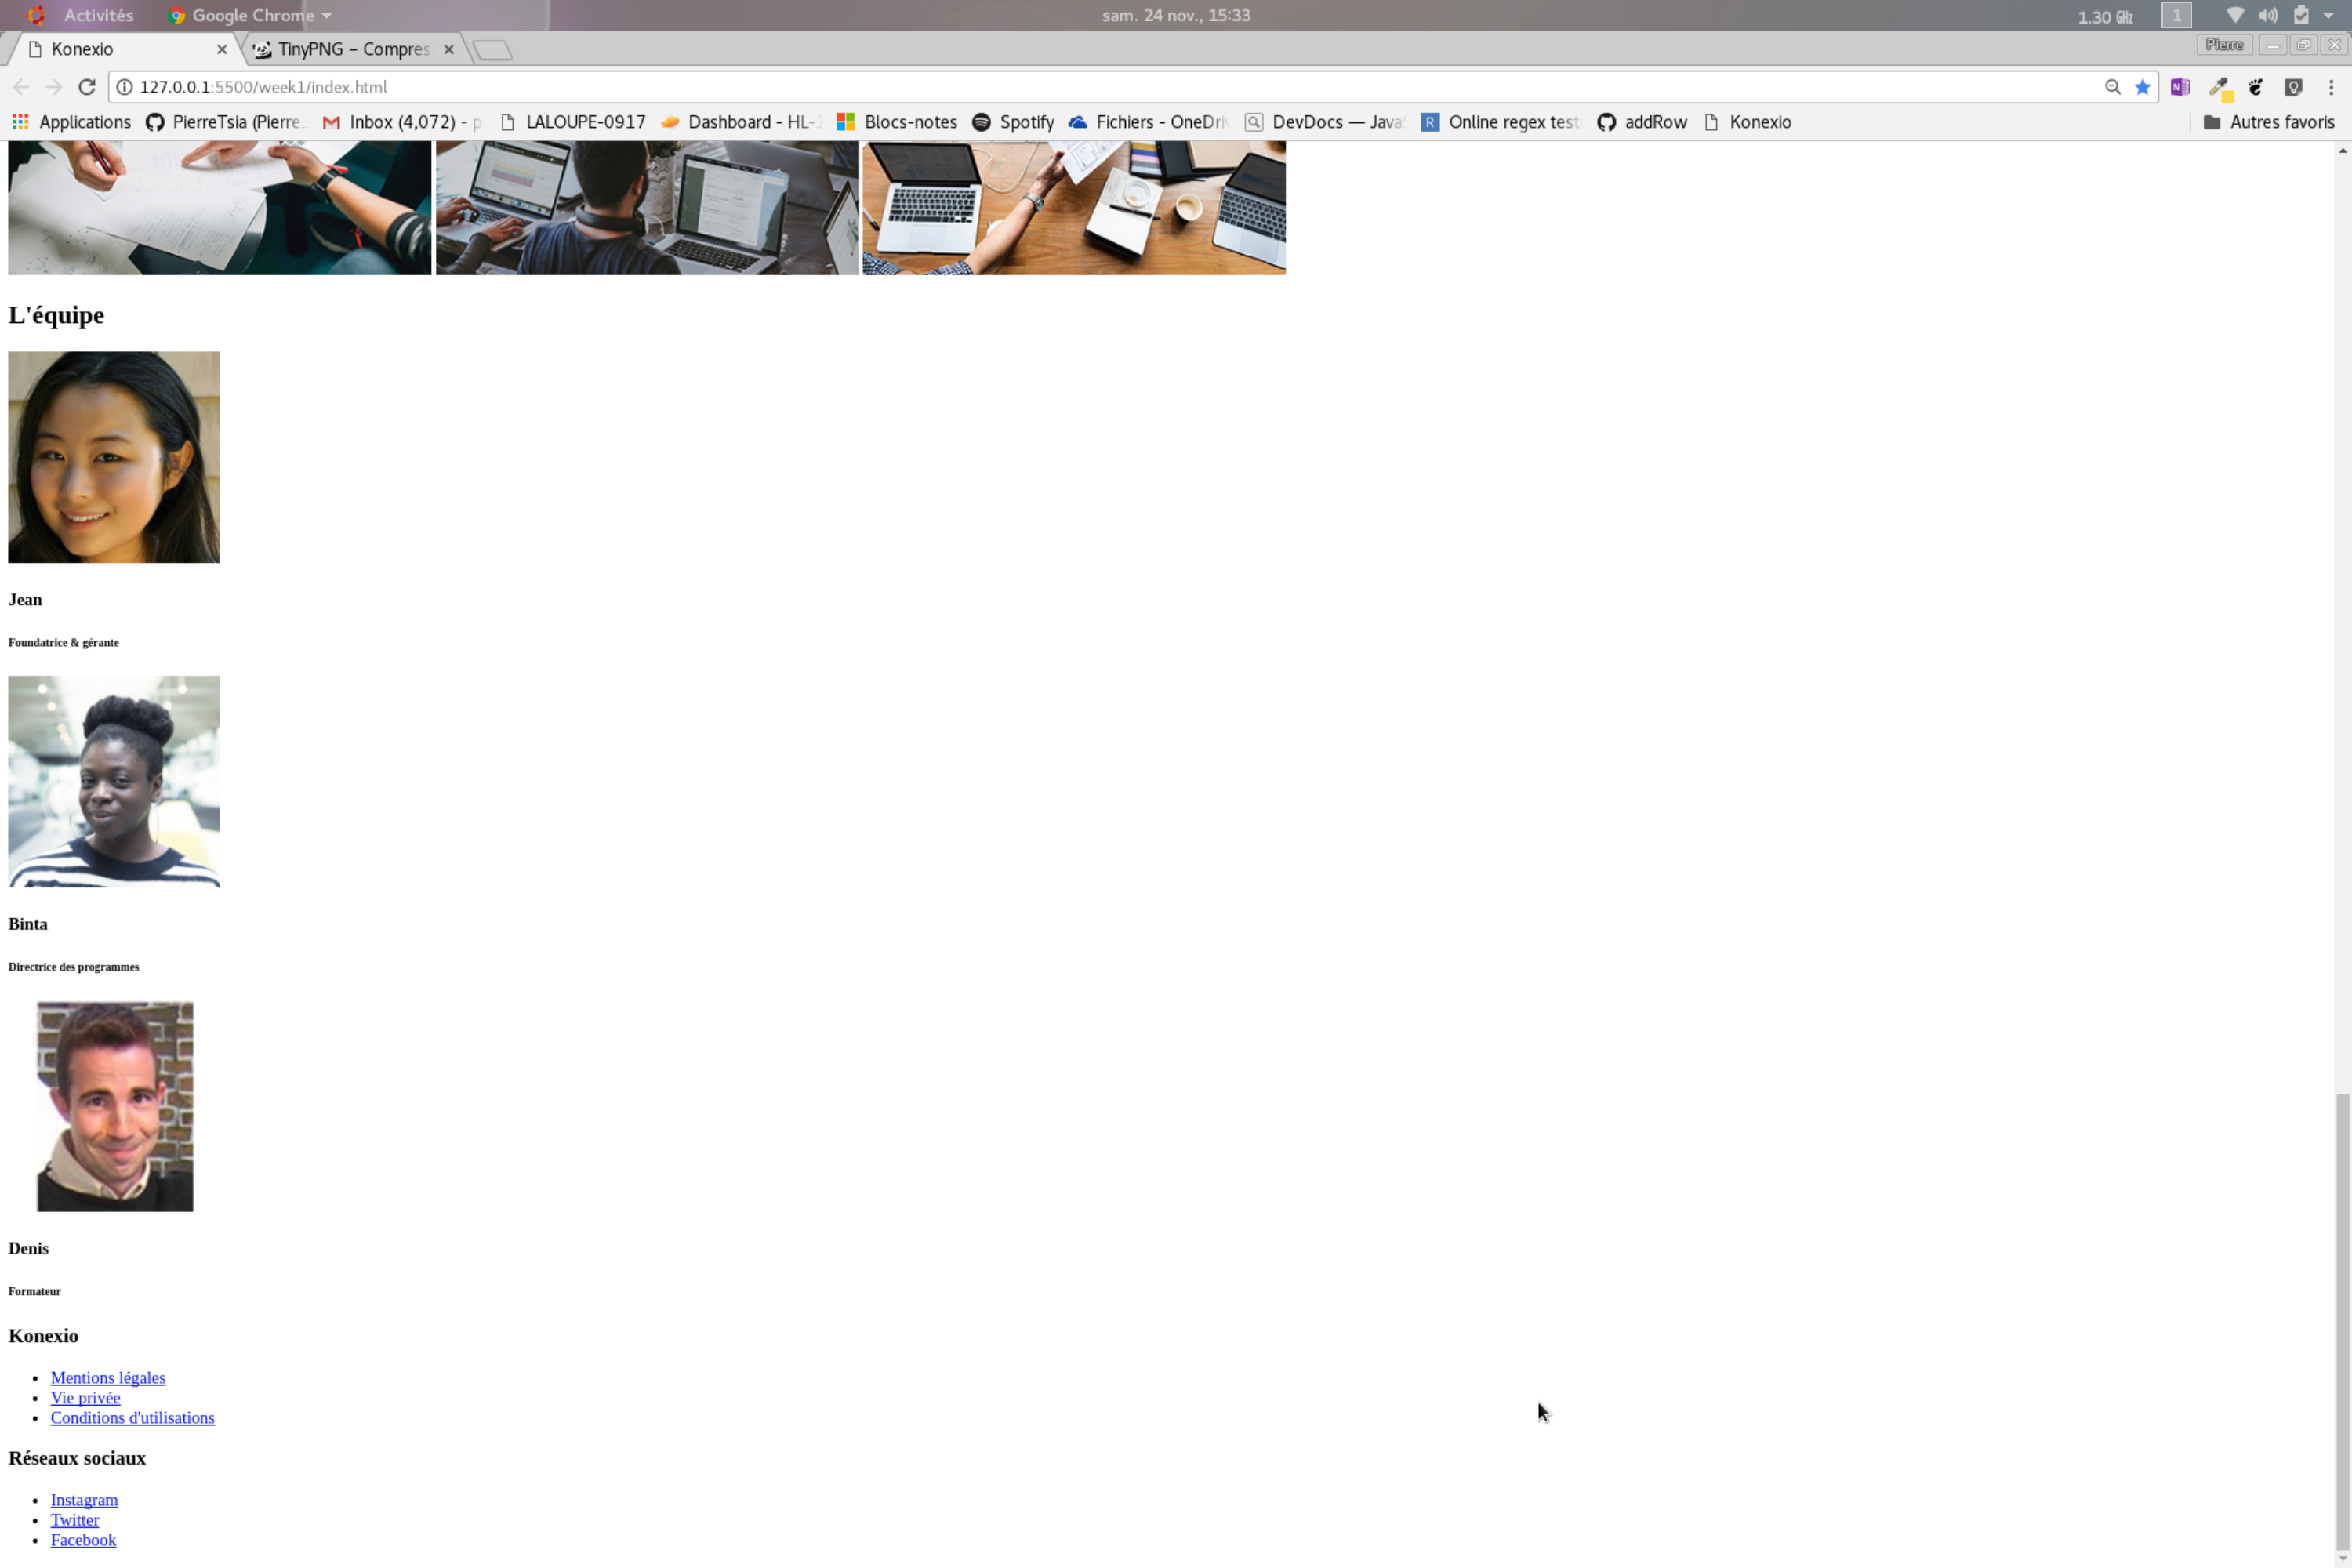 Activités Google Chrome sam. 24 nov., 15:33 1.30 GHz 1
Konexio TinyPNG – Compres Pierre
127.0.0.1:5500/week1/index.html
Applications PierreTsia (Pierre Inbox (4,072) - p LALOUPE-0917 Dashboard - HL- Blocs-notes Spotify Fichiers - OneDri DevDocs — Java Online regex test addRow Konexio Autres favoris
L'équipe
Jean
Foundatrice & gérante
Binta
Directrice des programmes
Denis
Formateur
Konexio
Mentions légales
Vie privée
Conditions d'utilisations
Réseaux sociaux
Instagram
Twitter
Facebook